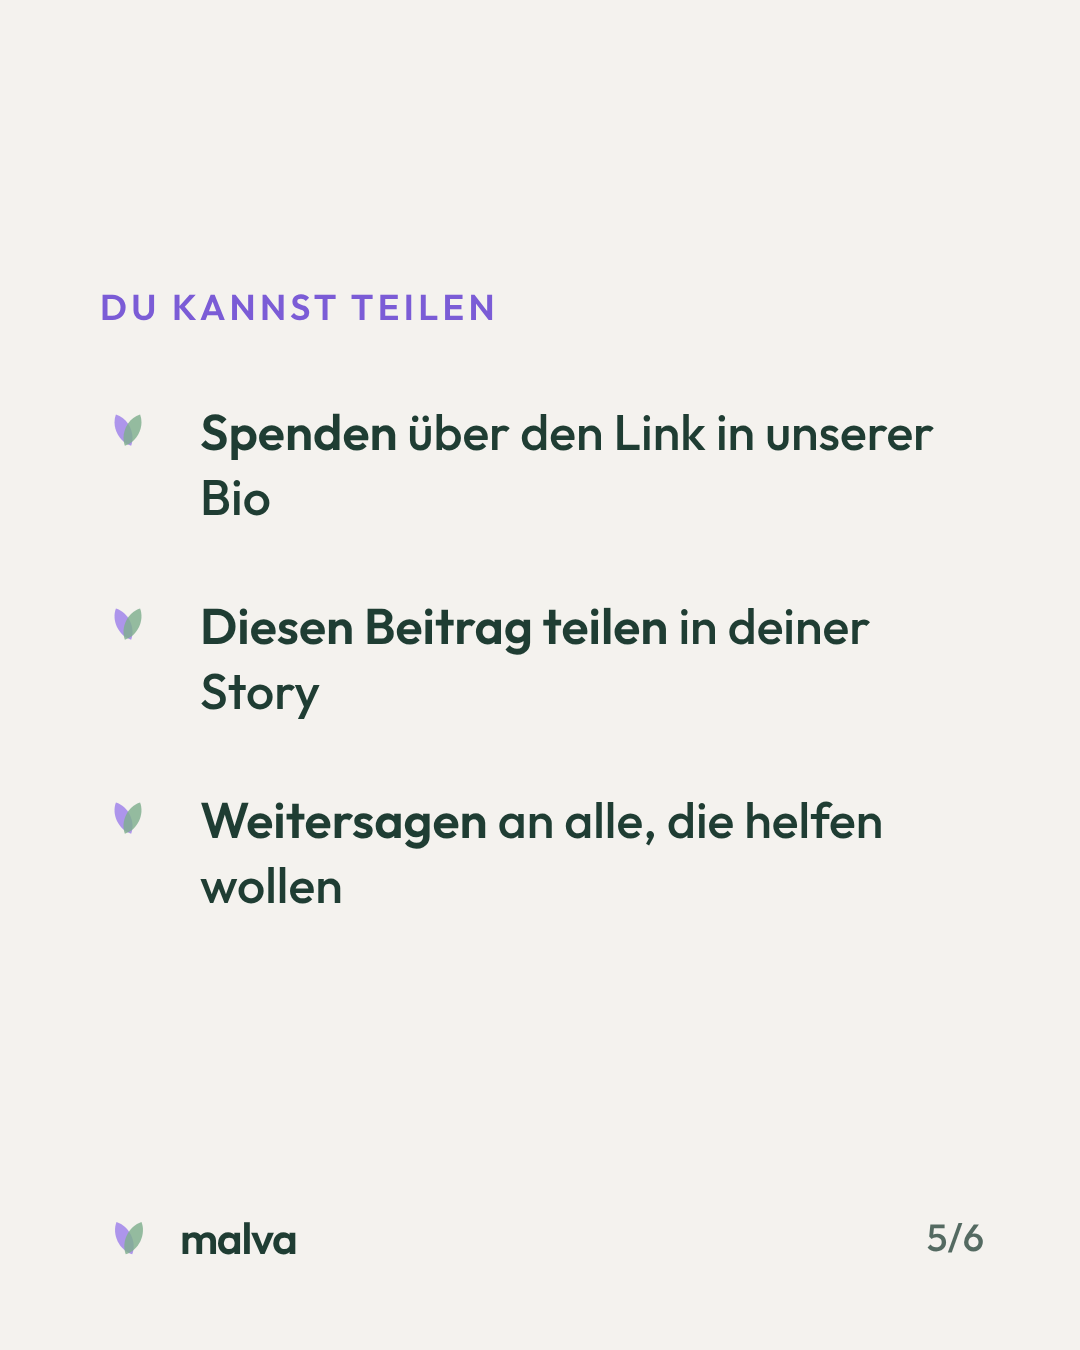 DU KANNST TEILEN
Spenden über den Link in unserer
Bio
Diesen Beitrag teilen in deiner
Story
Weitersagen an alle, die helfen
wollen
malva
5/6